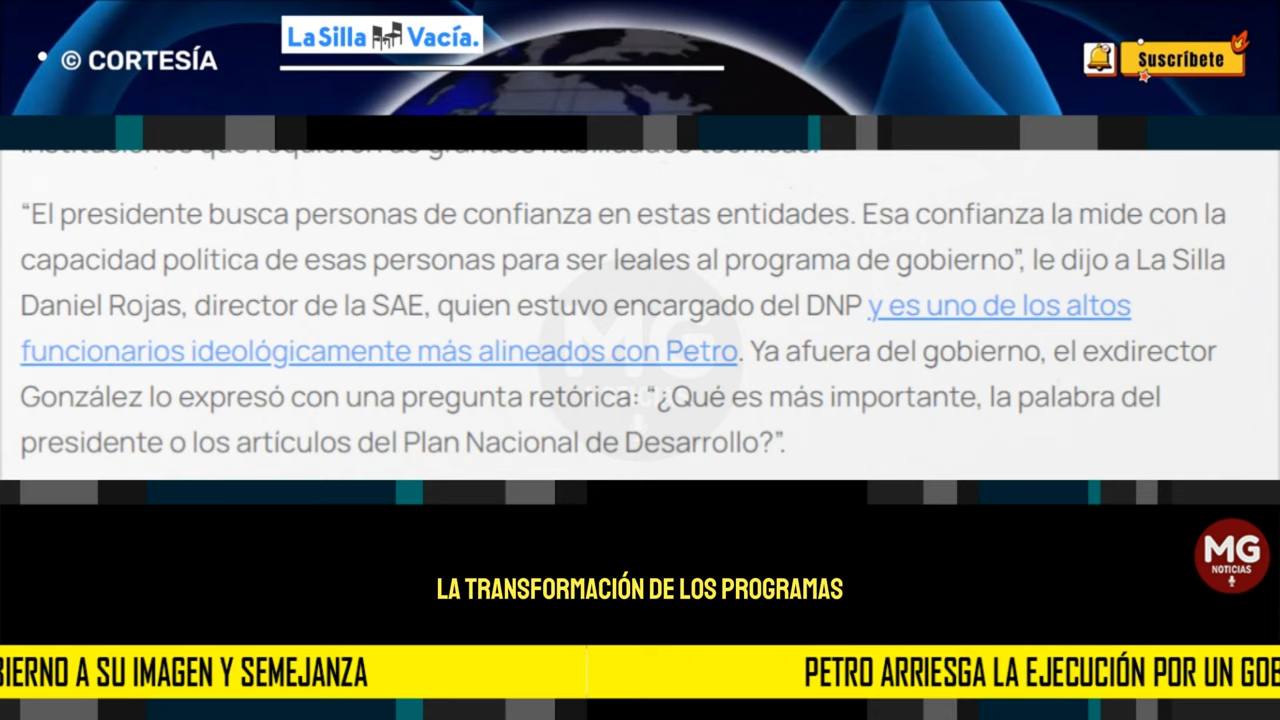 © CORTESÍA
La Silla Vacía.
Suscríbete
“El presidente busca personas de confianza en estas entidades. Esa confianza la mide con la
capacidad política de esas personas para ser leales al programa de gobierno”, le dijo a La Silla
Daniel Rojas, director de la SAE, quien estuvo encargado del DNP y es uno de los altos
funcionarios ideológicamente más alineados con Petro. Ya afuera del gobierno, el exdirector
González lo expresó con una pregunta retórica: “¿Qué es más importante, la palabra del
presidente o los artículos del Plan Nacional de Desarrollo?”.
MG
NOTICIAS
LA TRANSFORMACIÓN DE LOS PROGRAMAS
BIERNO A SU IMAGEN Y SEMEJANZA
PETRO ARRIESGA LA EJECUCIÓN POR UN GOB